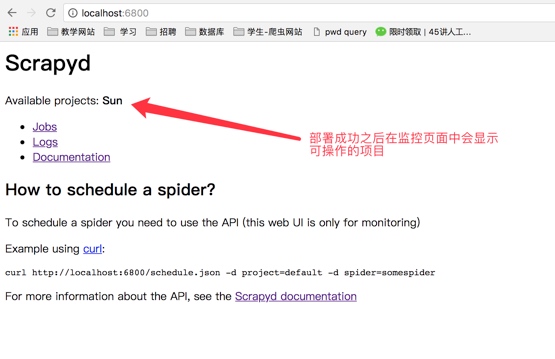 localhost:6800
应用 教学网站 学习 招聘 数据库 学生-爬虫网站 pwd query 限时领取 | 45讲人工…
Scrapyd
Available projects: Sun
部署成功之后在监控页面中会显示
可操作的项目
Jobs
Logs
Documentation
How to schedule a spider?
To schedule a spider you need to use the API (this web UI is only for monitoring)
Example using curl:
curl http://localhost:6800/schedule.json -d project=default -d spider=somespider
For more information about the API, see the Scrapyd documentation